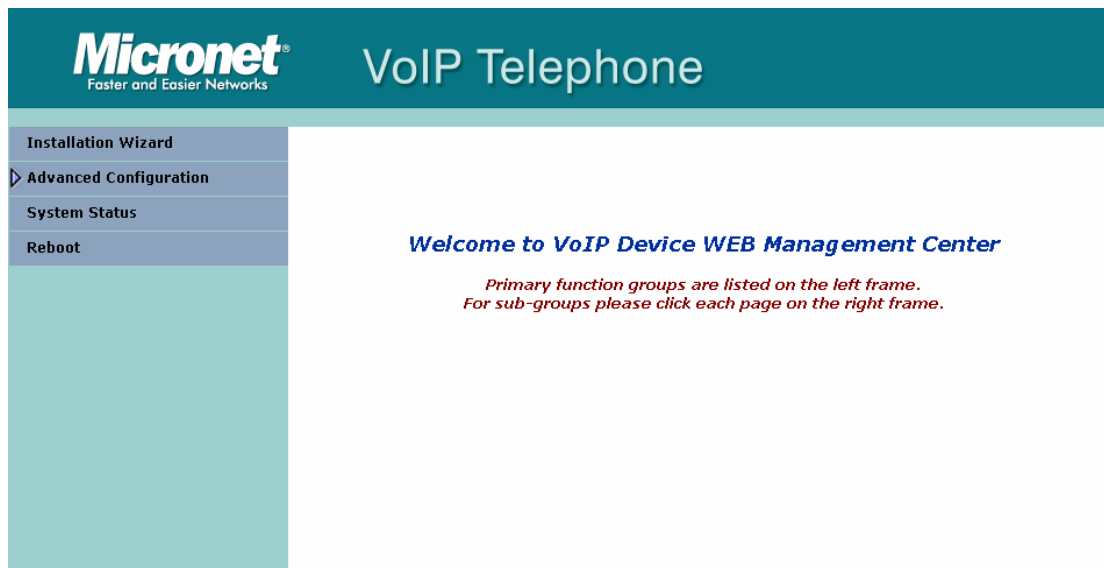 Micronet®
Faster and Easier Networks
VoIP Telephone
Installation Wizard
Advanced Configuration
System Status
Reboot
Welcome to VoIP Device WEB Management Center
Primary function groups are listed on the left frame.
For sub-groups please click each page on the right frame.